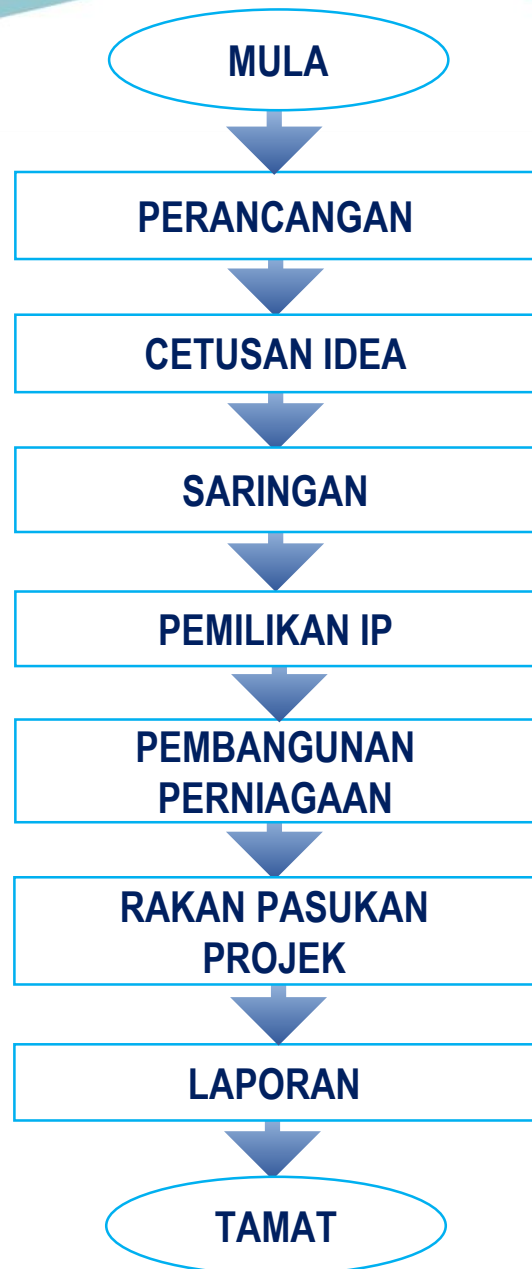 MULA
PERANCANGAN
CETUSAN IDEA
SARINGAN
PEMILIKAN IP
PEMBANGUNAN
PERNIAGAAN
RAKAN PASUKAN
PROJEK
LAPORAN
TAMAT